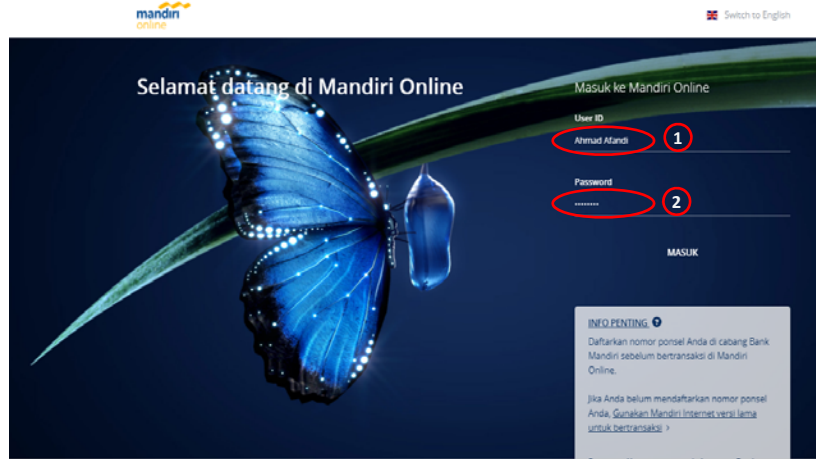 mandiri
online
Switch to English
Selamat datang di Mandiri Online
Masuk ke Mandiri Online
User ID
Ahmad Afandi
1
Password
........
2
MASUK
INFO PENTING ?
Daftarkan nomor ponsel Anda di cabang Bank
Mandiri sebelum bertransaksi di Mandiri
Online.
Jika Anda belum mendaftarkan nomor ponsel
Anda, Gunakan Mandiri Internet versi lama
untuk bertransaksi >